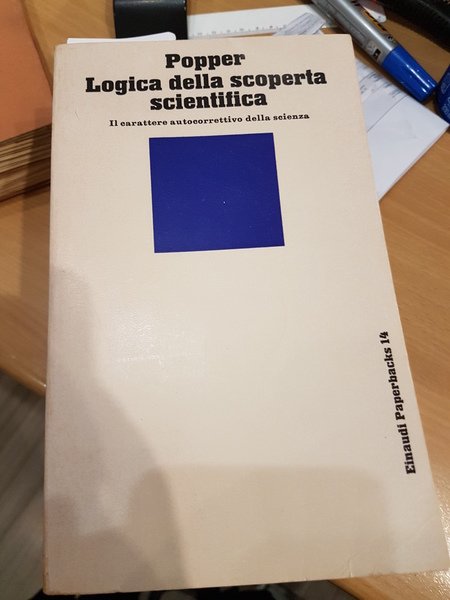 Popper
Logica della scoperta
scientifica
Il carattere autocorrettivo della scienza
Einaudi Paperbacks 14